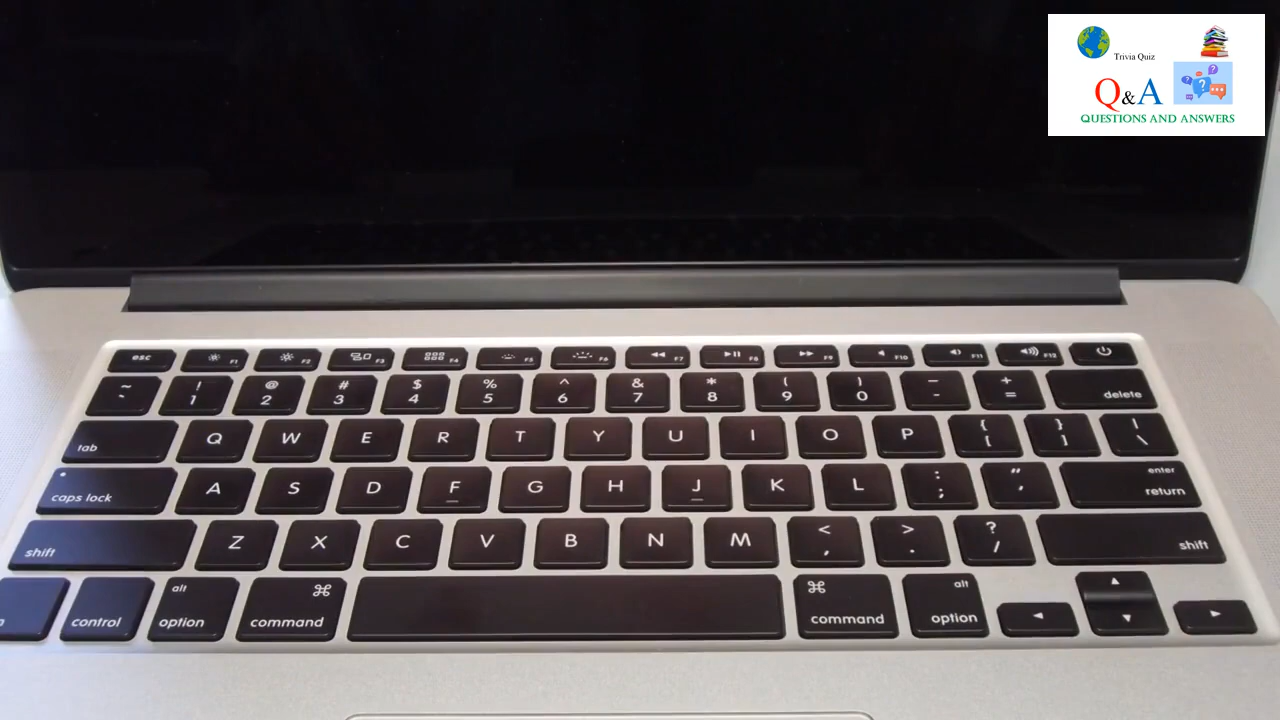 Trivia Quiz
Q&A
QUESTIONS AND ANSWERS
esc F1 F2 F3 F4 F5 F6 F7 F8 F9 F10 F11 F12
~ ! @ # $ % ^ & * ( ) — +
` 1 2 3 4 5 6 7 8 9 0 - = delete
tab Q W E R T Y U I O P { [ } ] | \
caps lock A S D F G H J K L : ; " ' enter return
shift Z X C V B N M < , > . ? / shift
alt ⌘ ⌘ alt
control option command command option